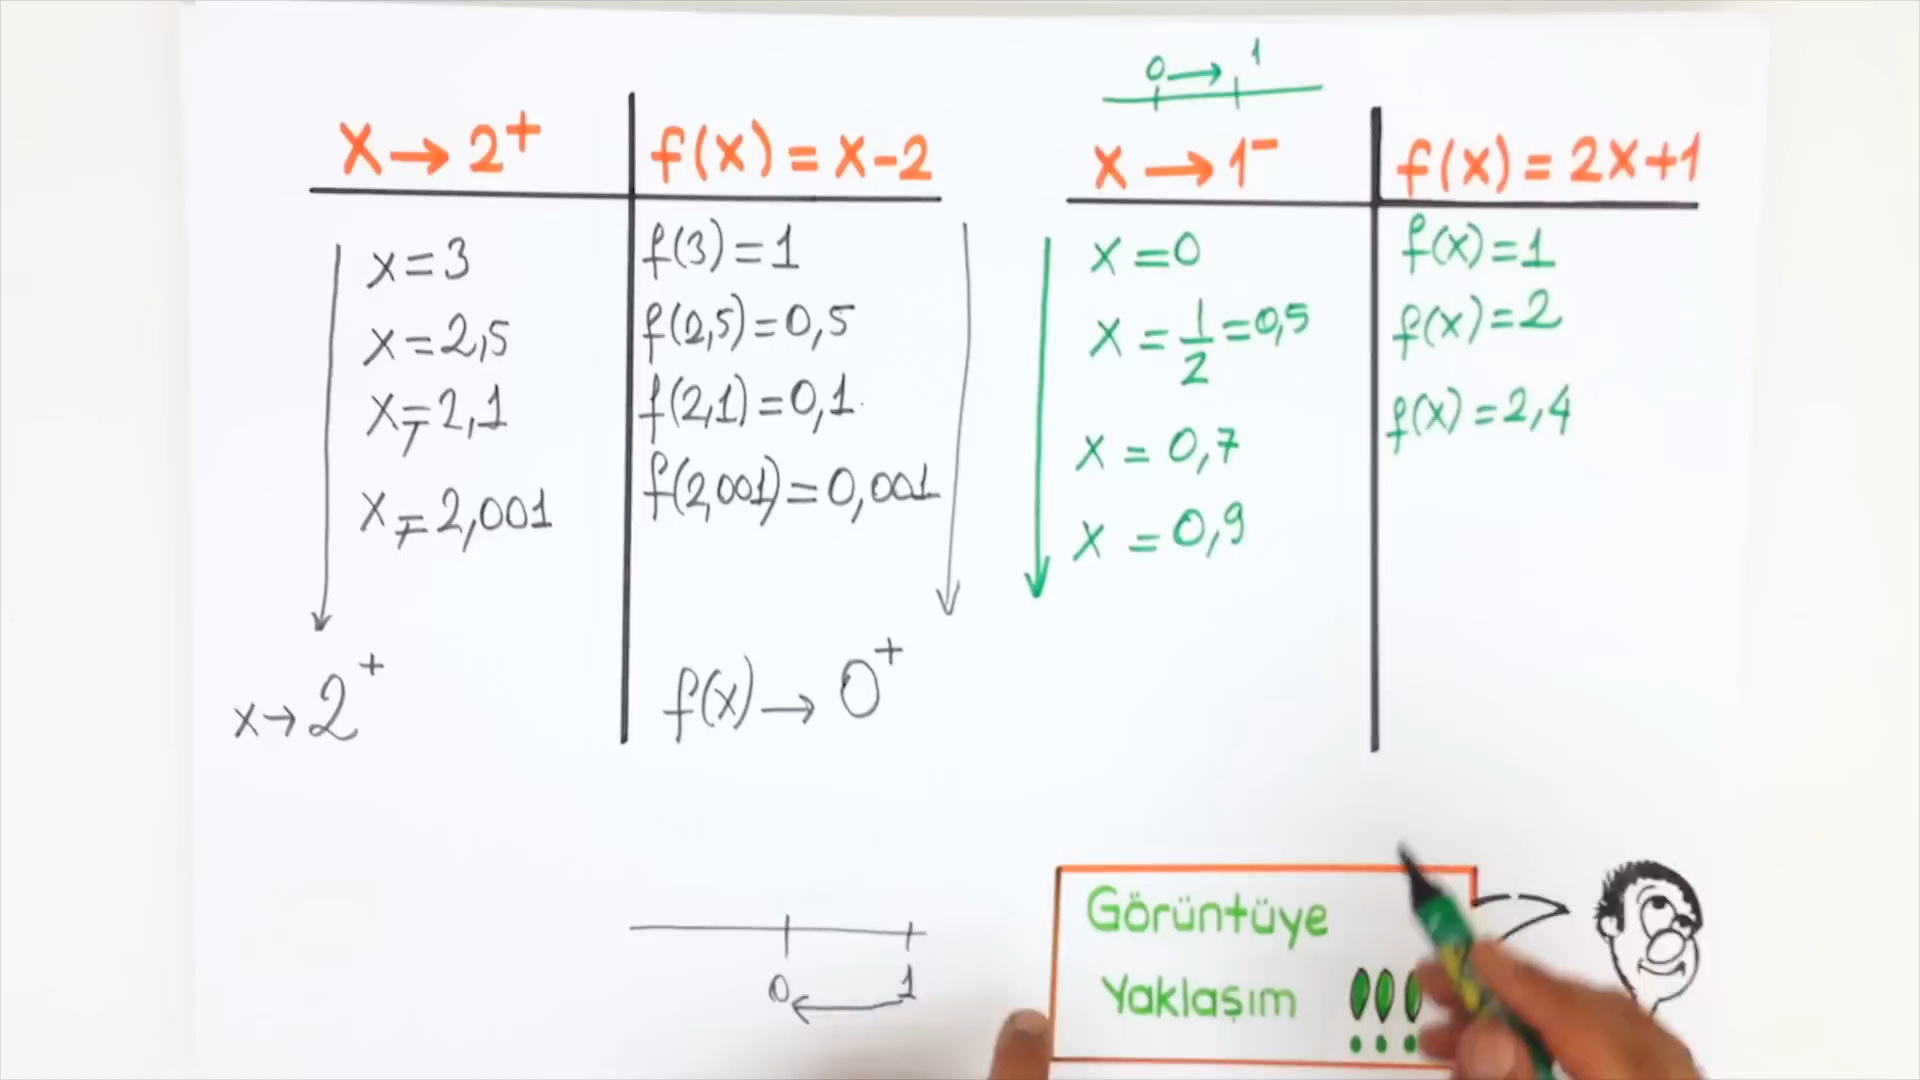 x → 2⁺
f(x) = x-2
x = 3
f(3) = 1
x = 2,5
f(2,5) = 0,5
x = 2,1
f(2,1) = 0,1
x = 2,001
f(2,001) = 0,001
x → 2⁺
f(x) → 0⁺
0 1
0 → 1
x → 1⁻
f(x) = 2x+1
x = 0
f(x) = 1
x = 1/2 = 0,5
f(x) = 2
x = 0,7
f(x) = 2,4
x = 0,9
Görüntüye
Yaklaşım !!!